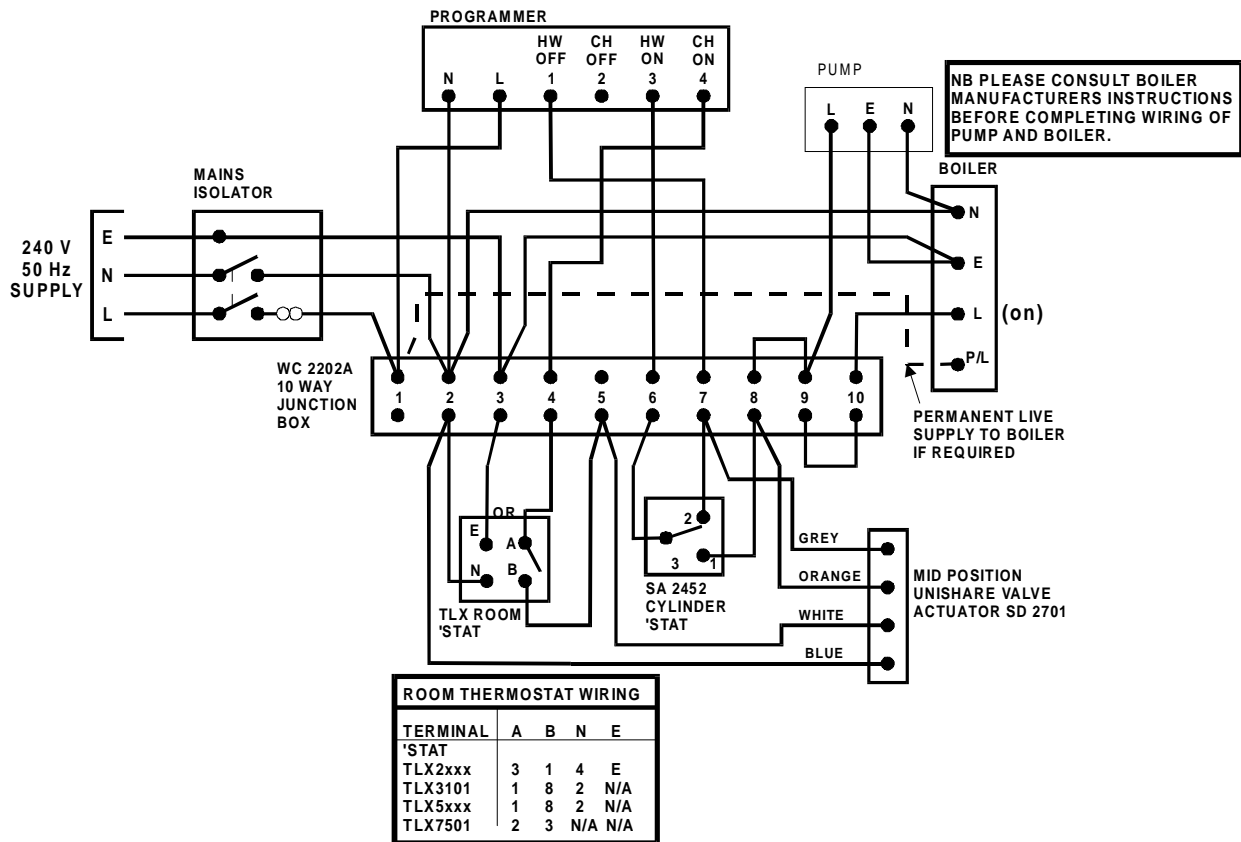 PROGRAMMER
HW OFF
CH OFF
HW ON
CH ON
N L 1 2 3 4
PUMP
L E N
NB PLEASE CONSULT BOILER
MANUFACTURERS INSTRUCTIONS
BEFORE COMPLETING WIRING OF
PUMP AND BOILER.
BOILER
N
E
L (on)
P/L
MAINS
ISOLATOR
240 V
50 Hz
SUPPLY
E
N
L
WC 2202A
10 WAY
JUNCTION
BOX
1 2 3 4 5 6 7 8 9 10
PERMANENT LIVE
SUPPLY TO BOILER
IF REQUIRED
OR
E A
N B
TLX ROOM
'STAT
2
3 1
SA 2452
CYLINDER
'STAT
GREY
ORANGE
WHITE
BLUE
MID POSITION
UNISHARE VALVE
ACTUATOR SD 2701
ROOM THERMOSTAT WIRING
TERMINAL A B N E
'STAT
TLX2xxx 3 1 4 E
TLX3101 1 8 2 N/A
TLX5xxx 1 8 2 N/A
TLX7501 2 3 N/A N/A